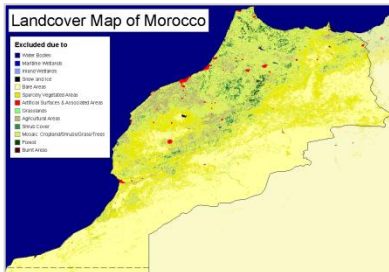 Landcover Map of Morocco
Excluded due to
Water Bodies
Maritime Wetlands
Inland Wetlands
Snow and Ice
Bare Areas
Sparcely Vegetated Areas
Artificial Surfaces & Associated Areas
Grasslands
Agricultural Areas
Shrub Cover
Mosaic: Cropland/Shrubs/Grass/Trees
Forest
Burnt Areas